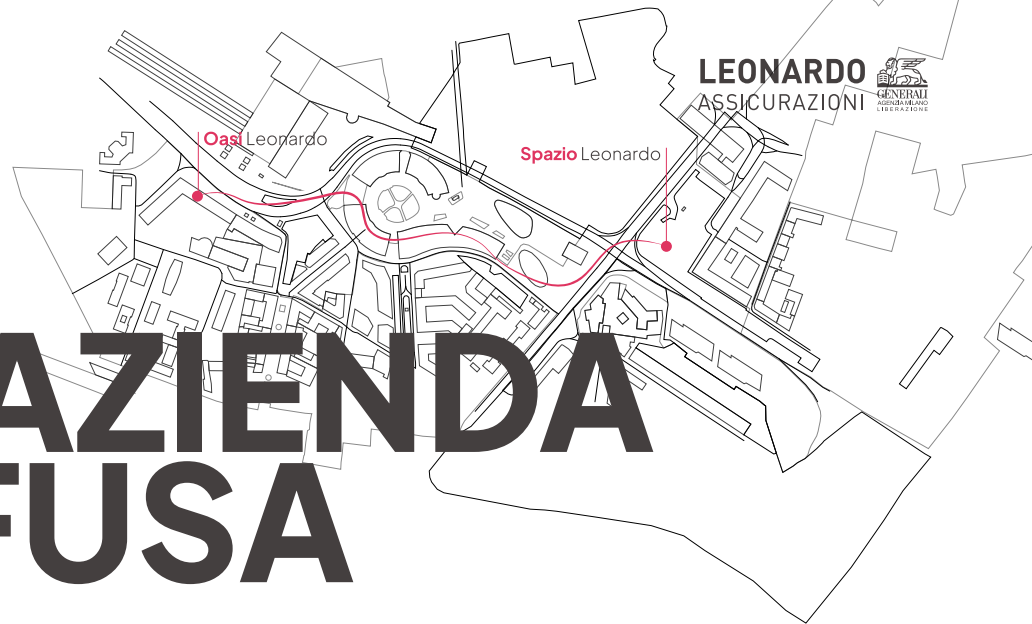 LEONARDO
ASSICURAZIONI
GENERALI
AGENZIA MILANO
LIBERAZIONE
Oasi Leonardo
Spazio Leonardo
AZIENDA
FUSA